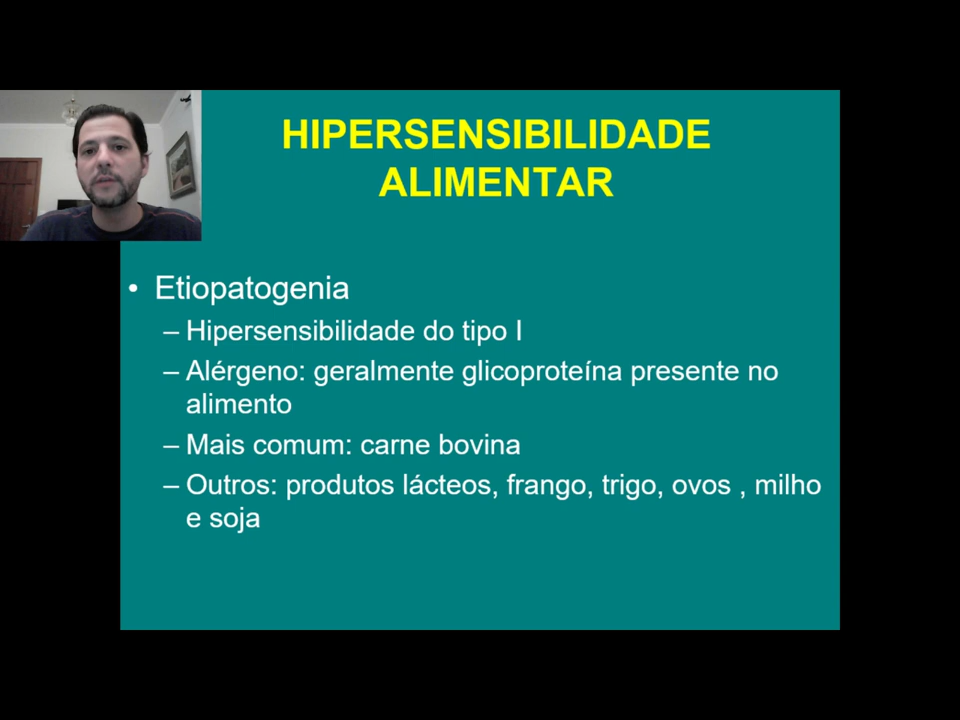 HIPERSENSIBILIDADE
ALIMENTAR
• Etiopatogenia
– Hipersensibilidade do tipo I
– Alérgeno: geralmente glicoproteína presente no
alimento
– Mais comum: carne bovina
– Outros: produtos lácteos, frango, trigo, ovos , milho
e soja